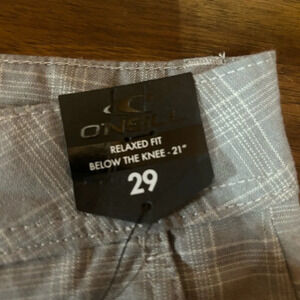 O'NEILL
RELAXED FIT
BELOW THE KNEE - 21"
29